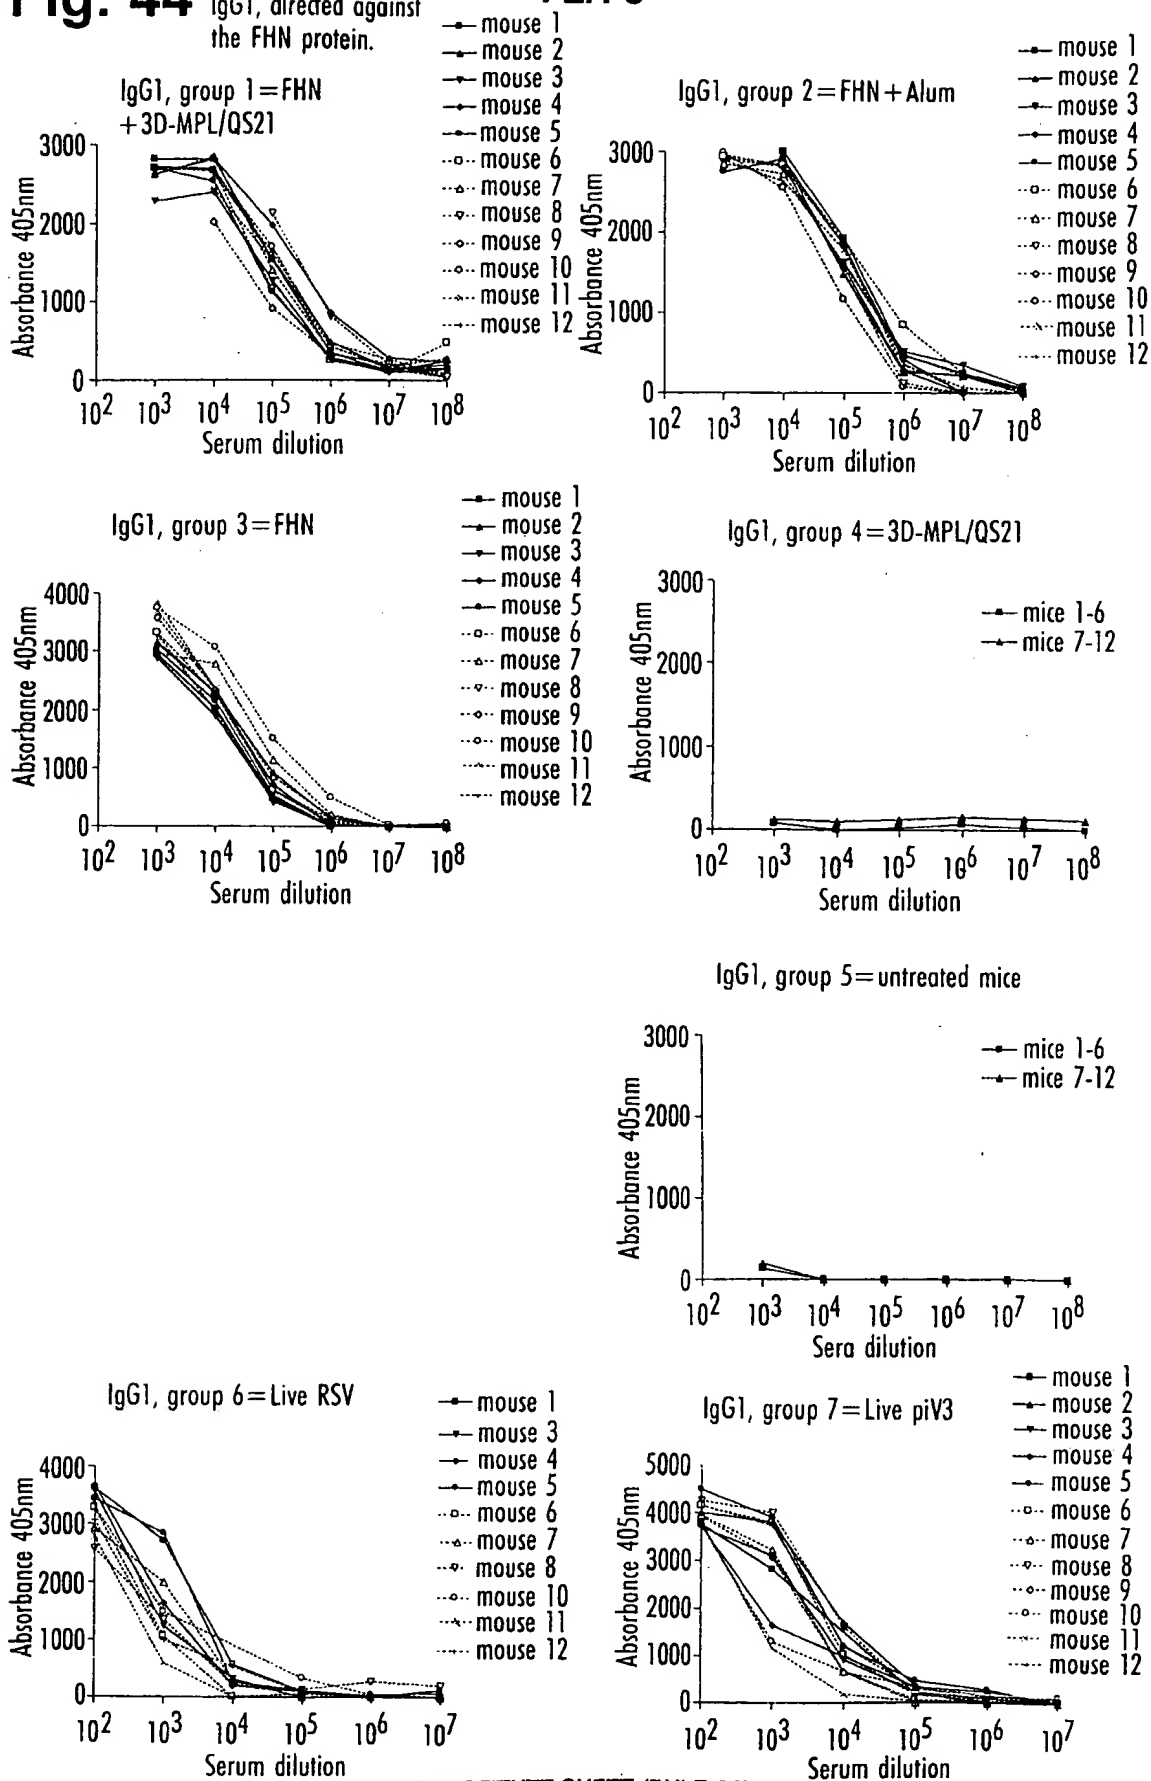 Fig. 44
IgG1, directed against
the FHN protein.
IgG1, group 1=FHN
+3D-MPL/QS21
mouse 1
mouse 2
mouse 3
mouse 4
mouse 5
mouse 6
mouse 7
mouse 8
mouse 9
mouse 10
mouse 11
mouse 12
Absorbance 405nm
3000
2000
1000
0
10² 10³ 10⁴ 10⁵ 10⁶ 10⁷ 10⁸
Serum dilution
IgG1, group 2=FHN+Alum
mouse 1
mouse 2
mouse 3
mouse 4
mouse 5
mouse 6
mouse 7
mouse 8
mouse 9
mouse 10
mouse 11
mouse 12
Absorbance 405nm
3000
2000
1000
0
10² 10³ 10⁴ 10⁵ 10⁶ 10⁷ 10⁸
Serum dilution
IgG1, group 3=FHN
mouse 1
mouse 2
mouse 3
mouse 4
mouse 5
mouse 6
mouse 7
mouse 8
mouse 9
mouse 10
mouse 11
mouse 12
Absorbance 405nm
4000
3000
2000
1000
0
10² 10³ 10⁴ 10⁵ 10⁶ 10⁷ 10⁸
Serum dilution
IgG1, group 4=3D-MPL/QS21
mice 1-6
mice 7-12
Absorbance 405nm
3000
2000
1000
0
10² 10³ 10⁴ 10⁵ 10⁶ 10⁷ 10⁸
Serum dilution
IgG1, group 5=untreated mice
mice 1-6
mice 7-12
Absorbance 405nm
3000
2000
1000
0
10² 10³ 10⁴ 10⁵ 10⁶ 10⁷ 10⁸
Sera dilution
IgG1, group 6=Live RSV
mouse 1
mouse 3
mouse 4
mouse 5
mouse 6
mouse 7
mouse 8
mouse 10
mouse 11
mouse 12
Absorbance 405nm
4000
3000
2000
1000
0
10² 10³ 10⁴ 10⁵ 10⁶ 10⁷
Serum dilution
IgG1, group 7=Live piV3
mouse 1
mouse 2
mouse 3
mouse 4
mouse 5
mouse 6
mouse 7
mouse 8
mouse 9
mouse 10
mouse 11
mouse 12
Absorbance 405nm
5000
4000
3000
2000
1000
0
10² 10³ 10⁴ 10⁵ 10⁶ 10⁷
Serum dilution